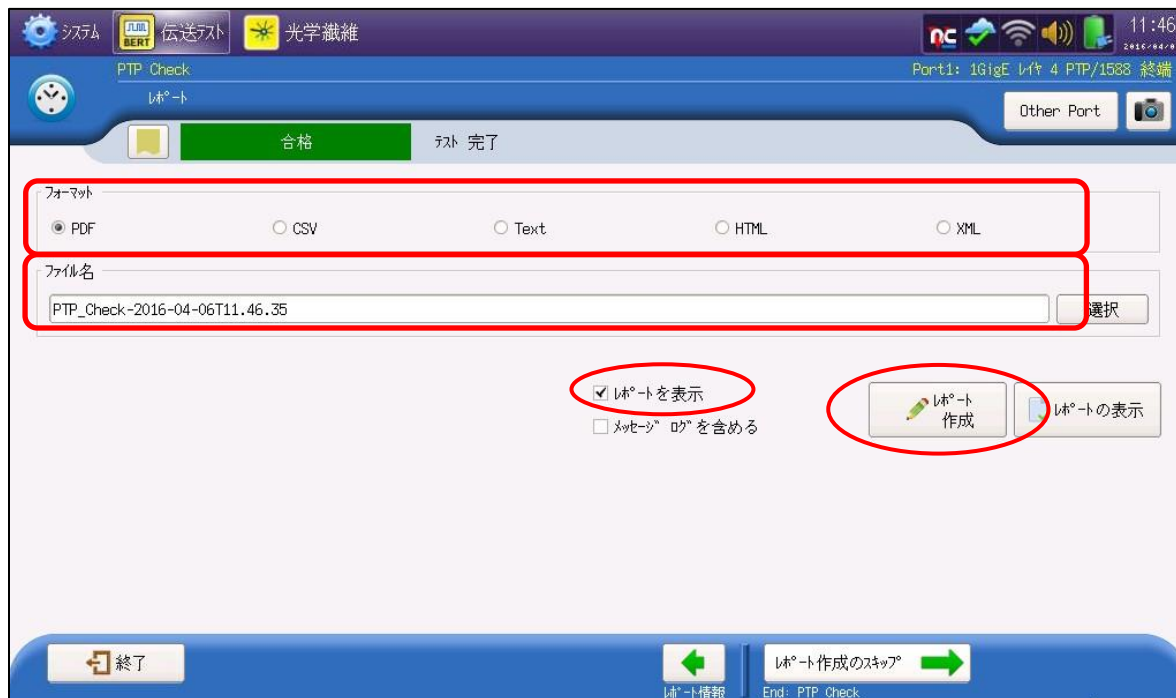 システム
BERT
伝送テスト
光学繊維
11:46
PTP Check
Port1: 1GigE レイヤ 4 PTP/1588 終端
レポート
Other Port
合格
テスト 完了
フォーマット
PDF
CSV
Text
HTML
XML
ファイル名
PTP_Check-2016-04-06T11.46.35
選択
レポートを表示
メッセージ ログを含める
レポート
作成
レポートの表示
終了
レポート作成のスキップ
レポート情報
End: PTP Check